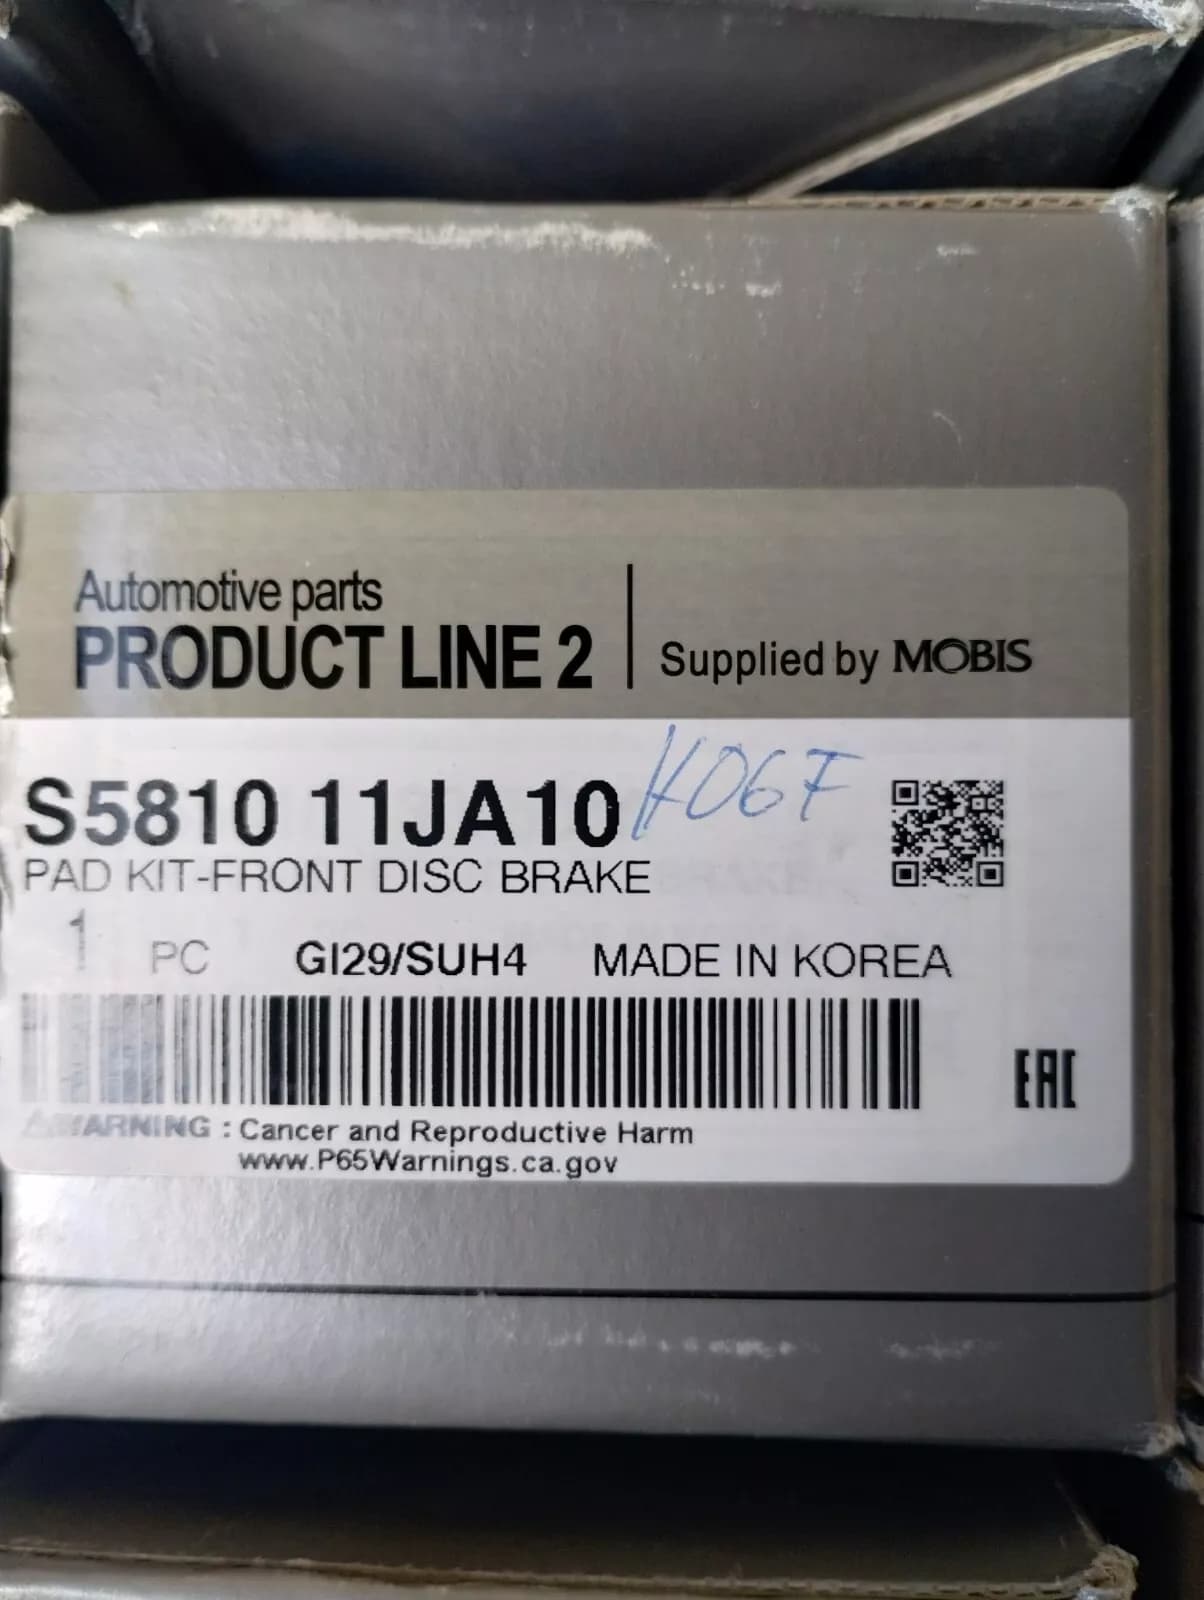 Automotive parts
PRODUCT LINE 2
Supplied by MOBIS
S5810 11JA10
K06F
PAD KIT-FRONT DISC BRAKE
1 PC GI29/SUH4 MADE IN KOREA
EAC
WARNING : Cancer and Reproductive Harm
www.P65Warnings.ca.gov